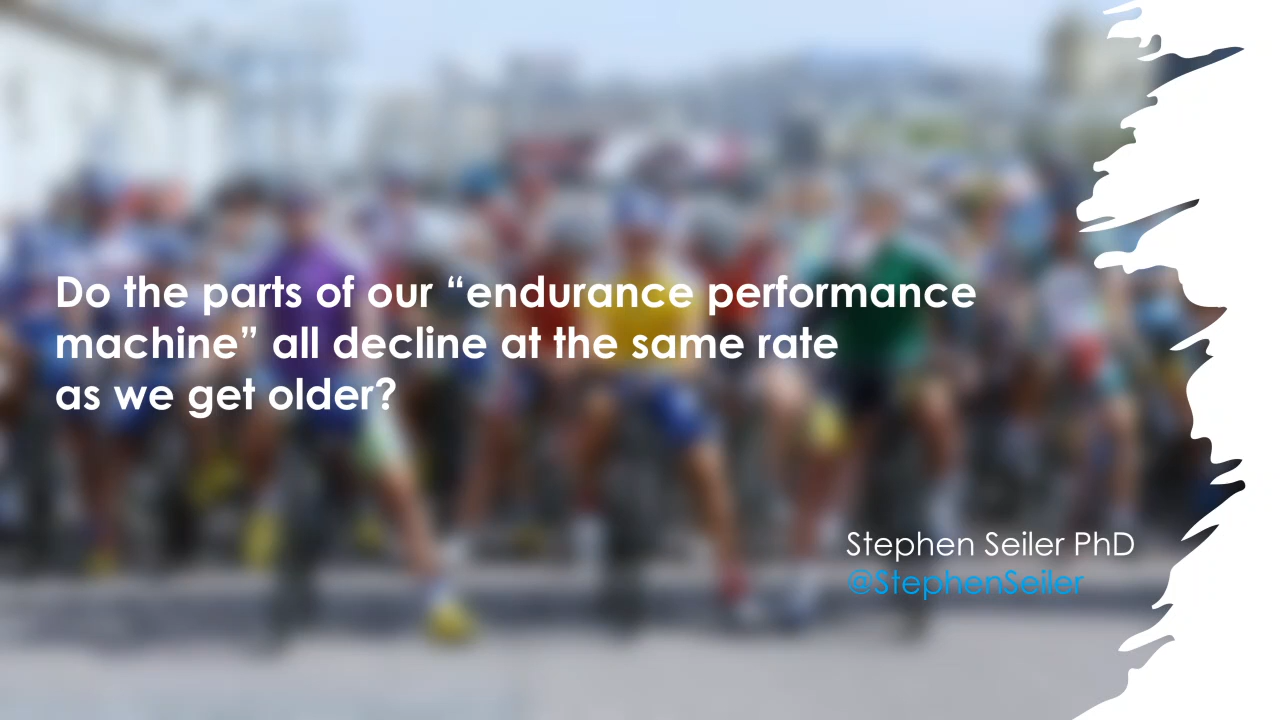 Do the parts of our “endurance performance
machine” all decline at the same rate
as we get older?
Stephen Seiler PhD
@StephenSeiler